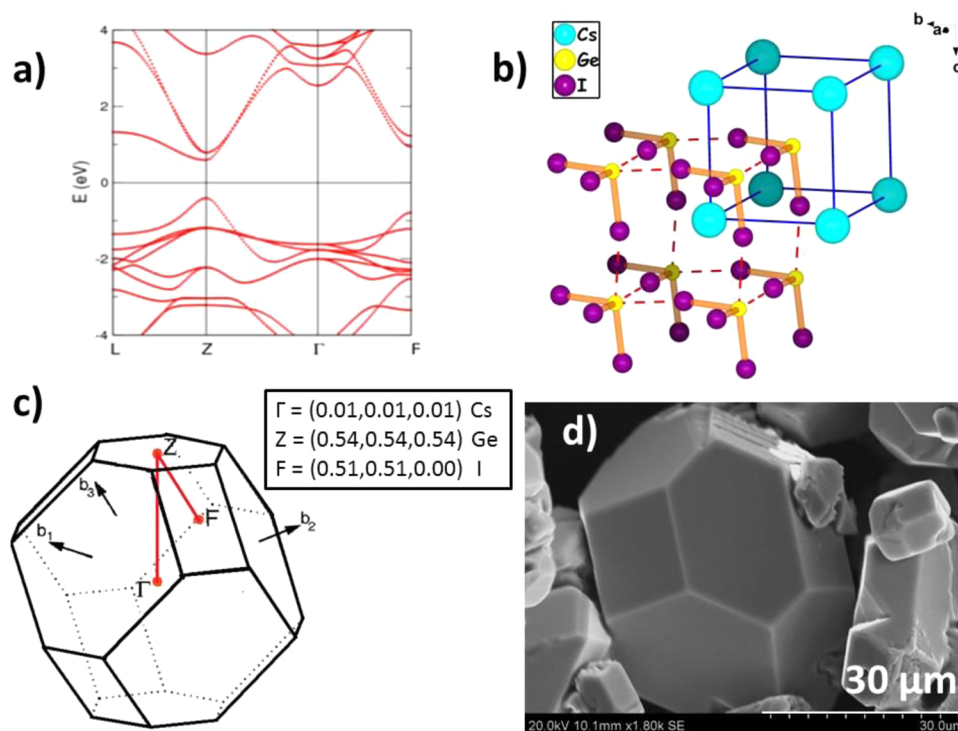 a)
E (eV)
4
2
0
-2
-4
L Z Γ F
b)
Cs
Ge
I
b
a
c
c)
Γ = (0.01,0.01,0.01) Cs
Z = (0.54,0.54,0.54) Ge
F = (0.51,0.51,0.00) I
Z
b3
F
b1
b2
Γ
d)
30 μm
20.0kV 10.1mm x1.80k SE
30.0um